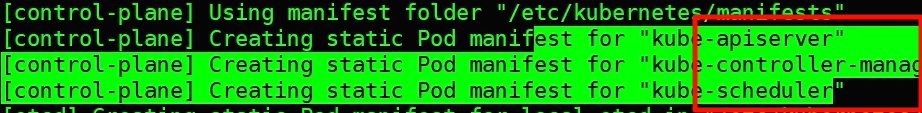 [control-plane] Using manifest folder "/etc/kubernetes/manifests"
[control-plane] Creating static Pod manifest for "kube-apiserver"
[control-plane] Creating static Pod manifest for "kube-controller-manag
[control-plane] Creating static Pod manifest for "kube-scheduler"
[etcd] Creating static Pod manifest for local etcd in